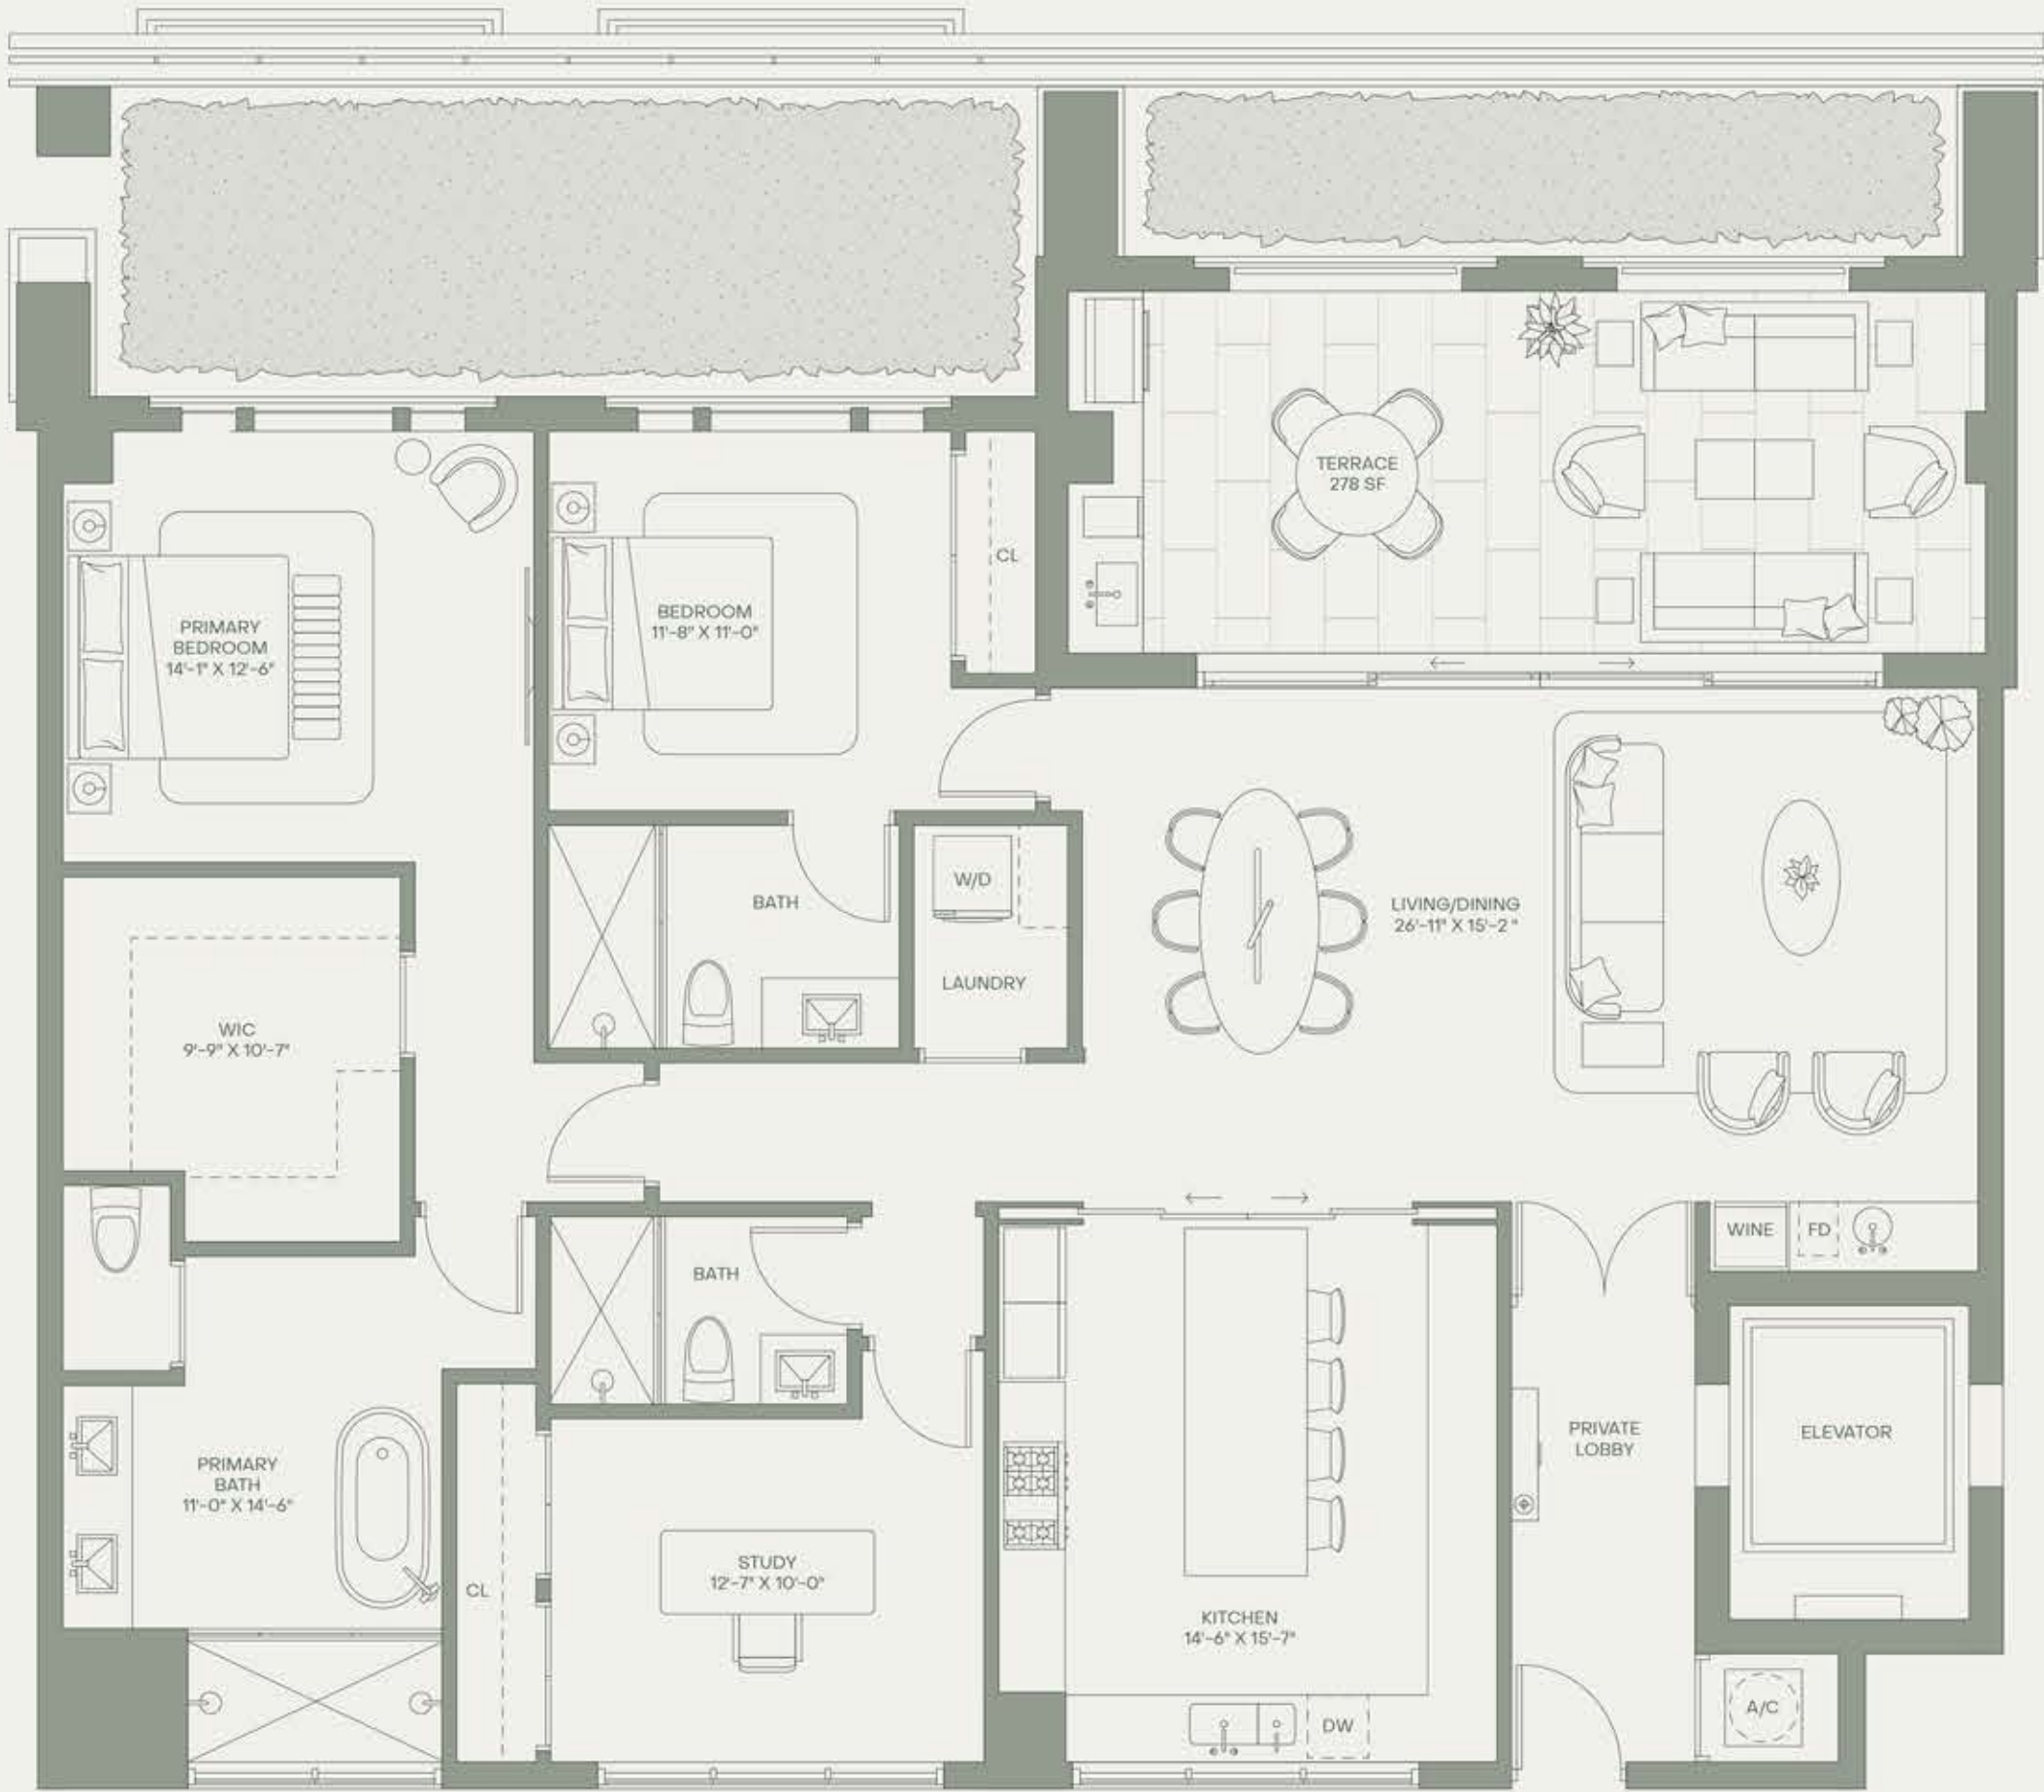 TERRACE
278 SF
PRIMARY
BEDROOM
14'-1" X 12'-6"
BEDROOM
11'-8" X 11'-0"
CL
BATH
W/D
LAUNDRY
LIVING/DINING
26'-11" X 15'-2"
WIC
9'-9" X 10'-7"
BATH
WINE
FD
PRIMARY
BATH
11'-0" X 14'-6"
CL
STUDY
12'-7" X 10'-0"
KITCHEN
14'-6" X 15'-7"
DW
PRIVATE
LOBBY
ELEVATOR
A/C